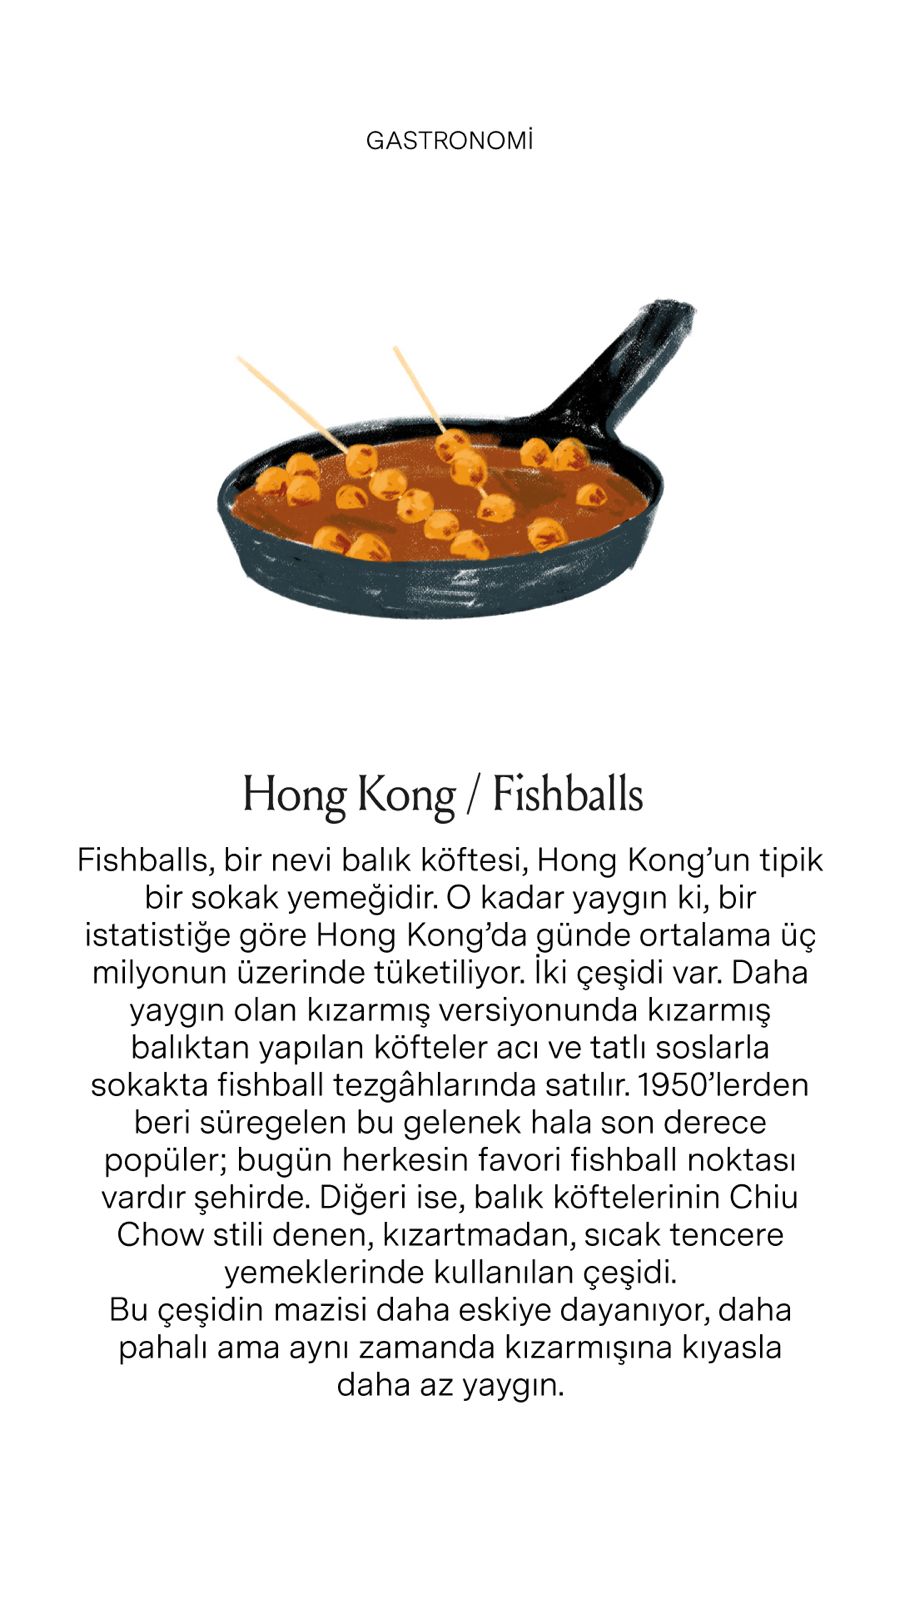 GASTRONOMİ
Hong Kong / Fishballs
Fishballs, bir nevi balık köftesi, Hong Kong’un tipik
bir sokak yemeğidir. O kadar yaygın ki, bir
istatistiğe göre Hong Kong’da günde ortalama üç
milyonun üzerinde tüketiliyor. İki çeşidi var. Daha
yaygın olan kızarmış versiyonunda kızarmış
balıktan yapılan köfteler acı ve tatlı soslarla
sokakta fishball tezgâhlarında satılır. 1950’lerden
beri süregelen bu gelenek hala son derece
popüler; bugün herkesin favori fishball noktası
vardır şehirde. Diğeri ise, balık köftelerinin Chiu
Chow stili denen, kızartmadan, sıcak tencere
yemeklerinde kullanılan çeşidi.
Bu çeşidin mazisi daha eskiye dayanıyor, daha
pahalı ama aynı zamanda kızarmışına kıyasla
daha az yaygın.